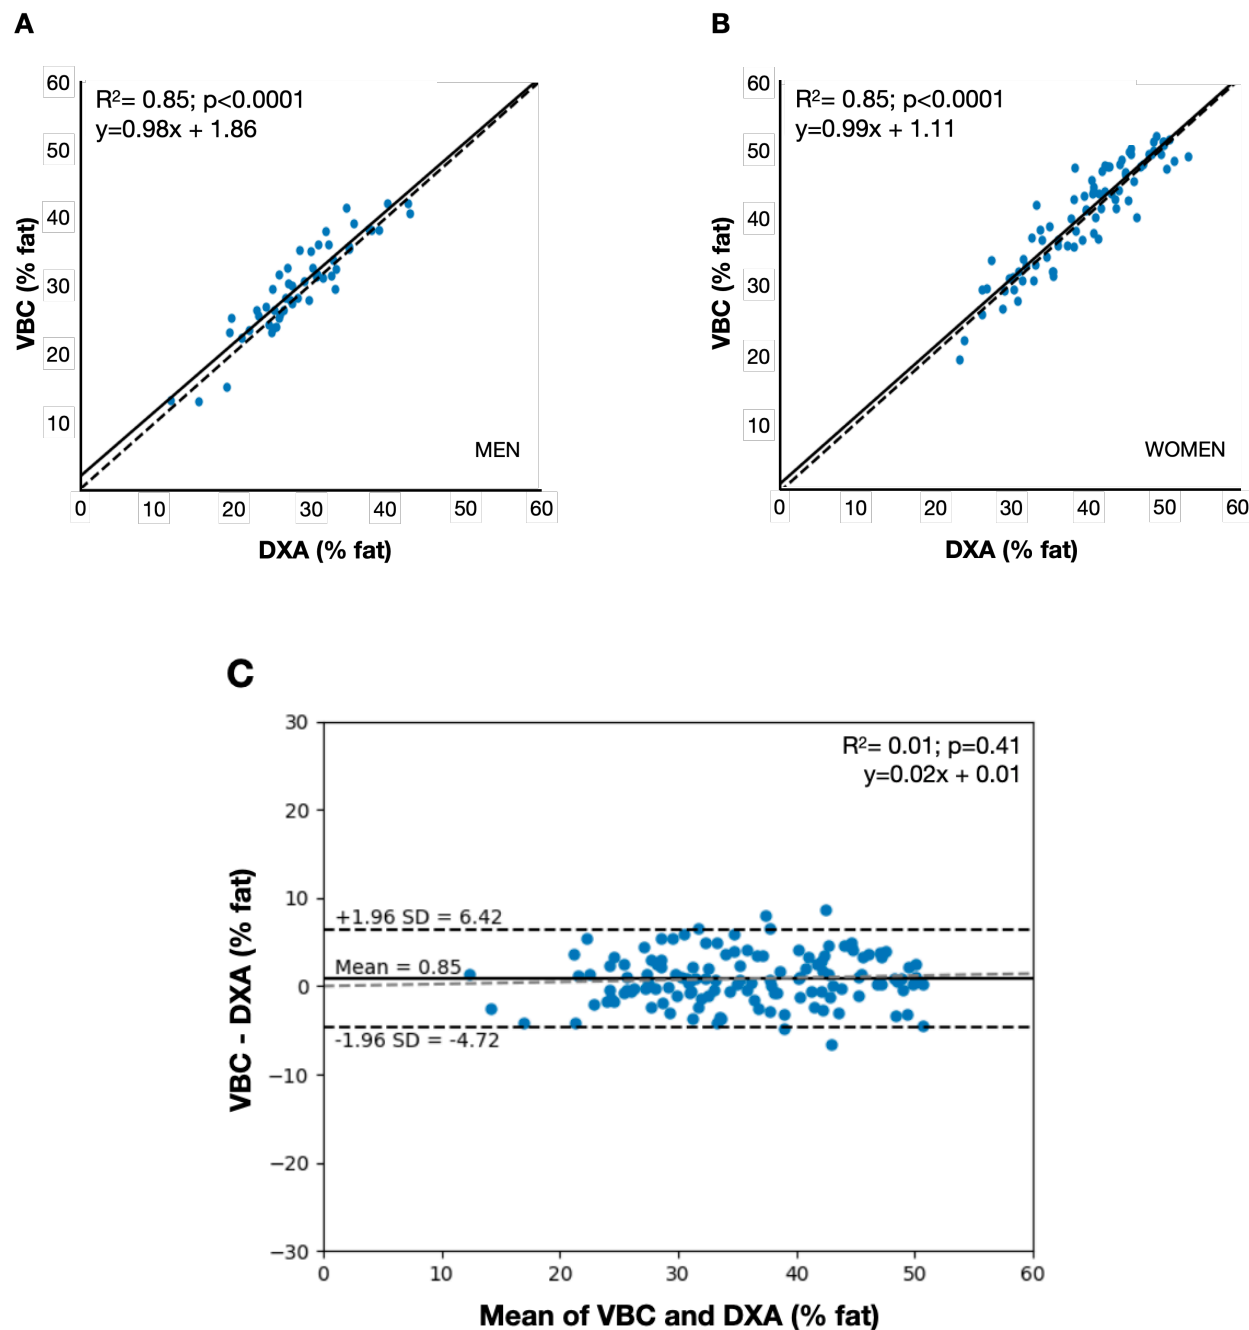 A
R²= 0.85; p<0.0001
y=0.98x + 1.86
60
50
40
30
20
10
VBC (% fat)
MEN
0 10 20 30 40 50 60
DXA (% fat)
B
R²= 0.85; p<0.0001
y=0.99x + 1.11
60
50
40
30
20
10
VBC (% fat)
WOMEN
0 10 20 30 40 50 60
DXA (% fat)
C
R²= 0.01; p=0.41
y=0.02x + 0.01
30
20
10
0
−10
−20
−30
VBC - DXA (% fat)
+1.96 SD = 6.42
Mean = 0.85
-1.96 SD = -4.72
0 10 20 30 40 50 60
Mean of VBC and DXA (% fat)